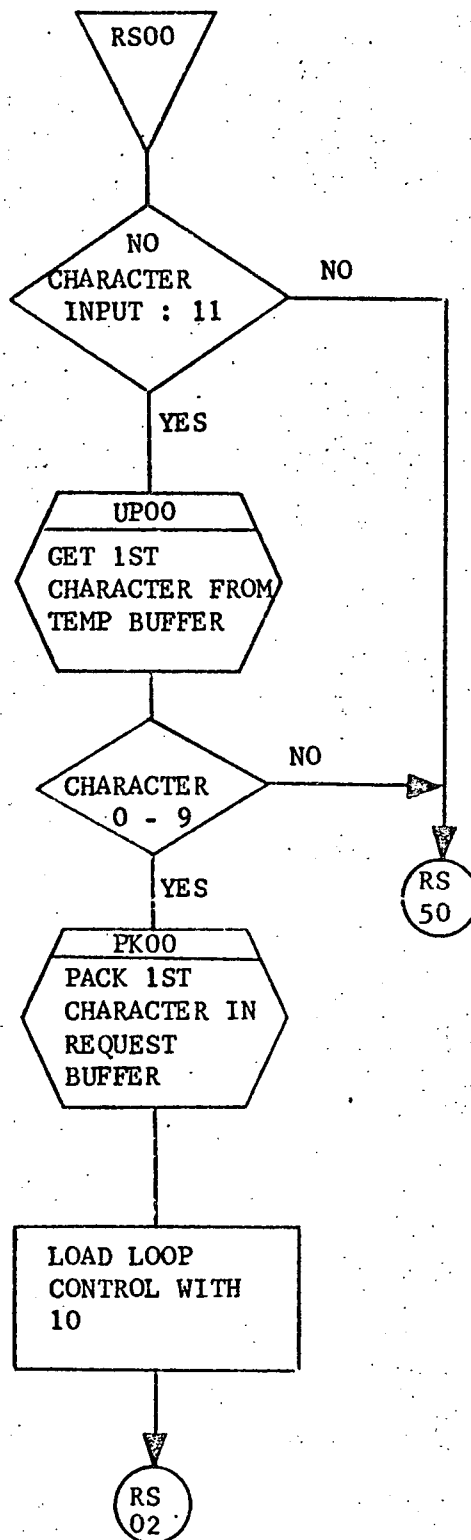 RS00
NO
CHARACTER
INPUT : 11
NO
YES
UP00
GET 1ST
CHARACTER FROM
TEMP BUFFER
CHARACTER
0 - 9
NO
YES
RS
50
PK00
PACK 1ST
CHARACTER IN
REQUEST
BUFFER
LOAD LOOP
CONTROL WITH
10
RS
02